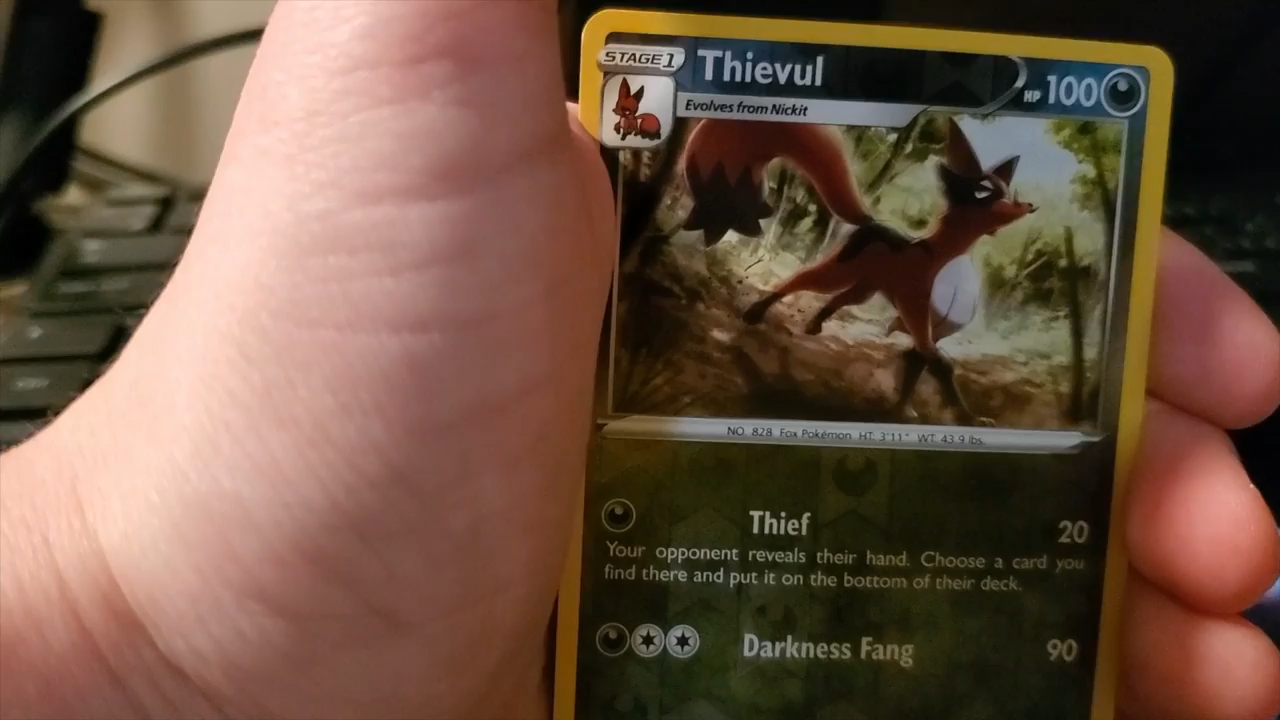 STAGE 1
Thievul
HP 100
Evolves from Nickit
NO. 828 Fox Pokémon HT: 3'11" WT: 43.9 lbs.
Thief 20
Your opponent reveals their hand. Choose a card you
find there and put it on the bottom of their deck.
Darkness Fang 90